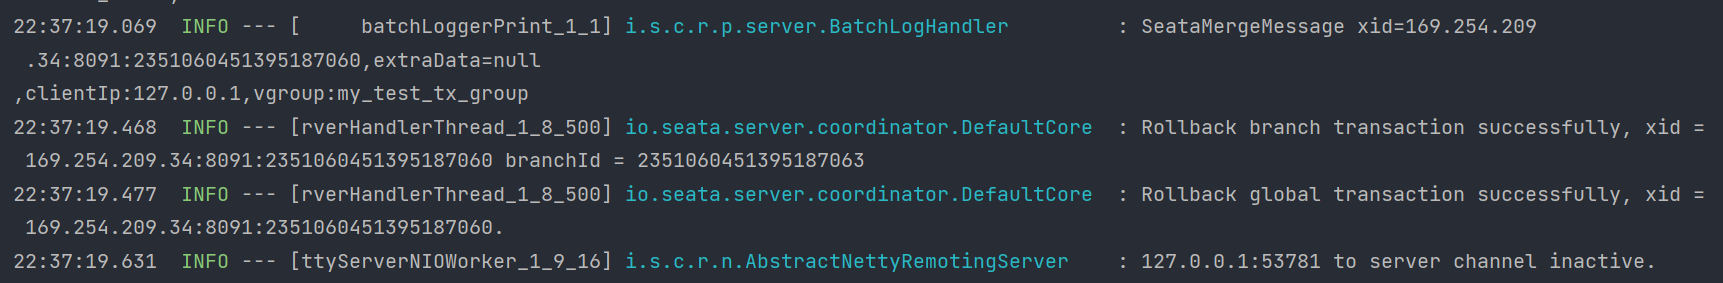 22:37:19.069  INFO --- [     batchLoggerPrint_1_1] i.s.c.r.p.server.BatchLogHandler         : SeataMergeMessage xid=169.254.209
.34:8091:2351060451395187060,extraData=null
,clientIp:127.0.0.1,vgroup:my_test_tx_group
22:37:19.468  INFO --- [rverHandlerThread_1_8_500] io.seata.server.coordinator.DefaultCore  : Rollback branch transaction successfully, xid =
169.254.209.34:8091:2351060451395187060 branchId = 2351060451395187063
22:37:19.477  INFO --- [rverHandlerThread_1_8_500] io.seata.server.coordinator.DefaultCore  : Rollback global transaction successfully, xid =
169.254.209.34:8091:2351060451395187060.
22:37:19.631  INFO --- [ttyServerNIOWorker_1_9_16] i.s.c.r.n.AbstractNettyRemotingServer    : 127.0.0.1:53781 to server channel inactive.